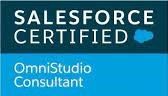 SALESFORCE
CERTIFIED
OmniStudio
Consultant